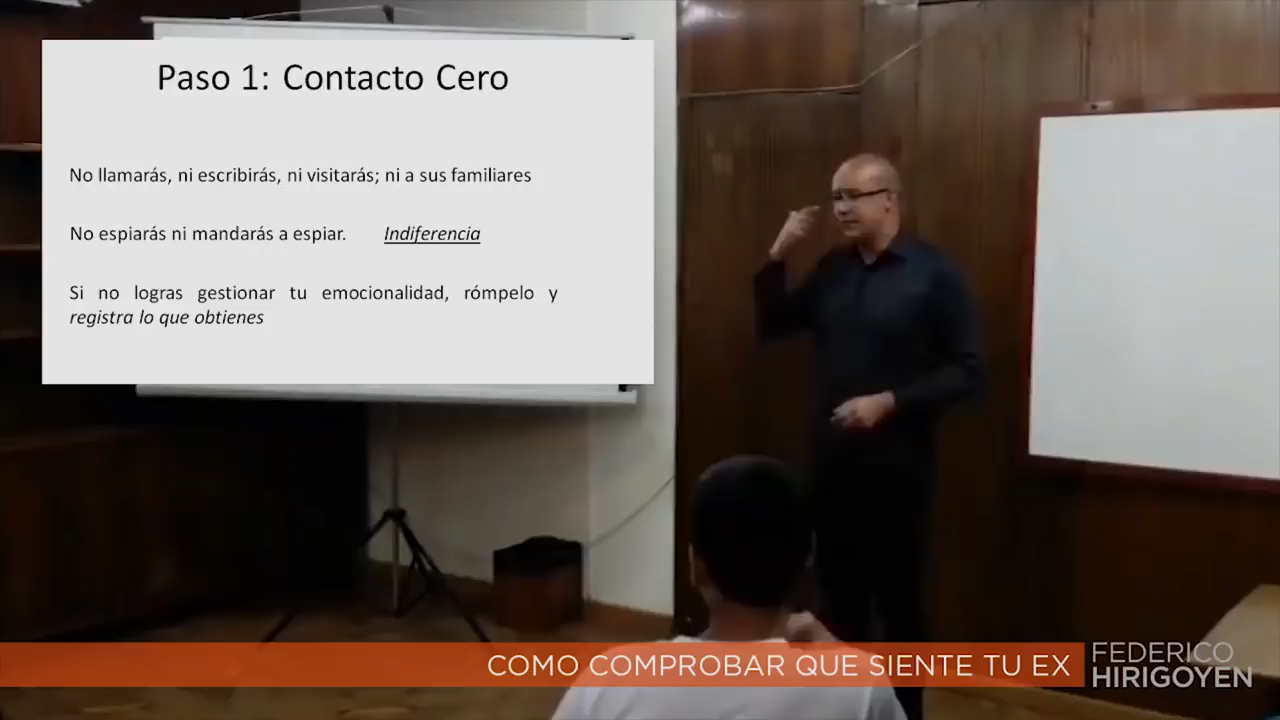 Paso 1: Contacto Cero
No llamarás, ni escribirás, ni visitarás; ni a sus familiares
No espiarás ni mandarás a espiar. Indiferencia
Si no logras gestionar tu emocionalidad, rómpelo y
registra lo que obtienes
COMO COMPROBAR QUE SIENTE TU EX
FEDERICO
HIRIGOYEN